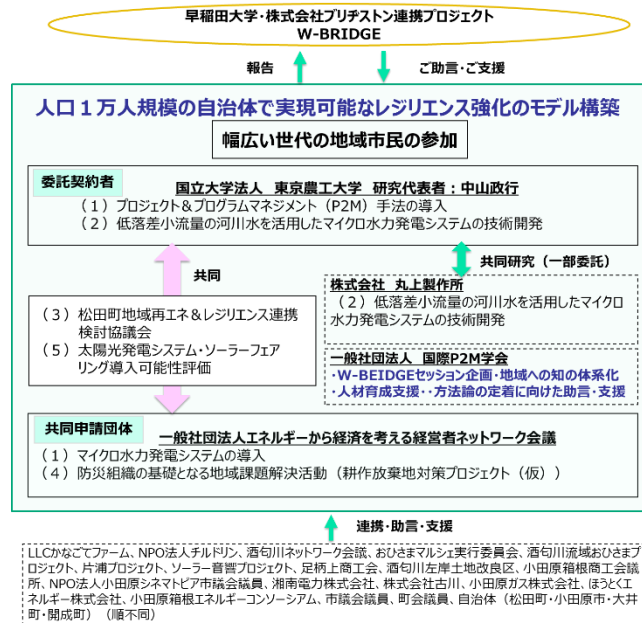 早稲田大学・株式会社ブリヂストン連携プロジェクト
W-BRIDGE
報告
ご助言・ご支援
人口１万人規模の自治体で実現可能なレジリエンス強化のモデル構築
幅広い世代の地域市民の参加
委託契約者
国立大学法人　東京農工大学　研究代表者：中山政行
（１）プロジェクト＆プログラムマネジメント（P2M）手法の導入
（２）低落差小流量の河川水を活用したマイクロ水力発電システムの技術開発
共同
共同研究（一部委託）
（３）松田町地域再エネ＆レジリエンス連携
検討協議会
（５）太陽光発電システム・ソーラーフェア
リング導入可能性評価
株式会社　丸上製作所
（２）低落差小流量の河川水を活用したマイクロ
水力発電システムの技術開発
一般社団法人　国際P2M学会
・W-BEIDGEセッション企画・地域への知の体系化
・人材育成支援・・方法論の定着に向けた助言・支援
共同申請団体
一般社団法人エネルギーから経済を考える経営者ネットワーク会議
（１）マイクロ水力発電システムの導入
（４）防災組織の基礎となる地域課題解決活動（耕作放棄地対策プロジェクト（仮））
連携・助言・支援
LLCかなごてファーム、NPO法人チルドリン、酒匂川ネットワーク会議、おひさまマルシェ実行委員会、酒匂川流域おひさまプ
ロジェクト、片浦プロジェクト、ソーラー音響プロジェクト、足柄上商工会、酒匂川左岸土地改良区、小田原箱根商工会議
所、NPO法人小田原シネマトピア市議会議員、湘南電力株式会社、株式会社古川、小田原ガス株式会社、ほうとくエ
ネルギー株式会社、小田原箱根エネルギーコンソーシアム、市議会議員、町会議員、自治体（松田町・小田原市・大井
町・開成町）（順不同）